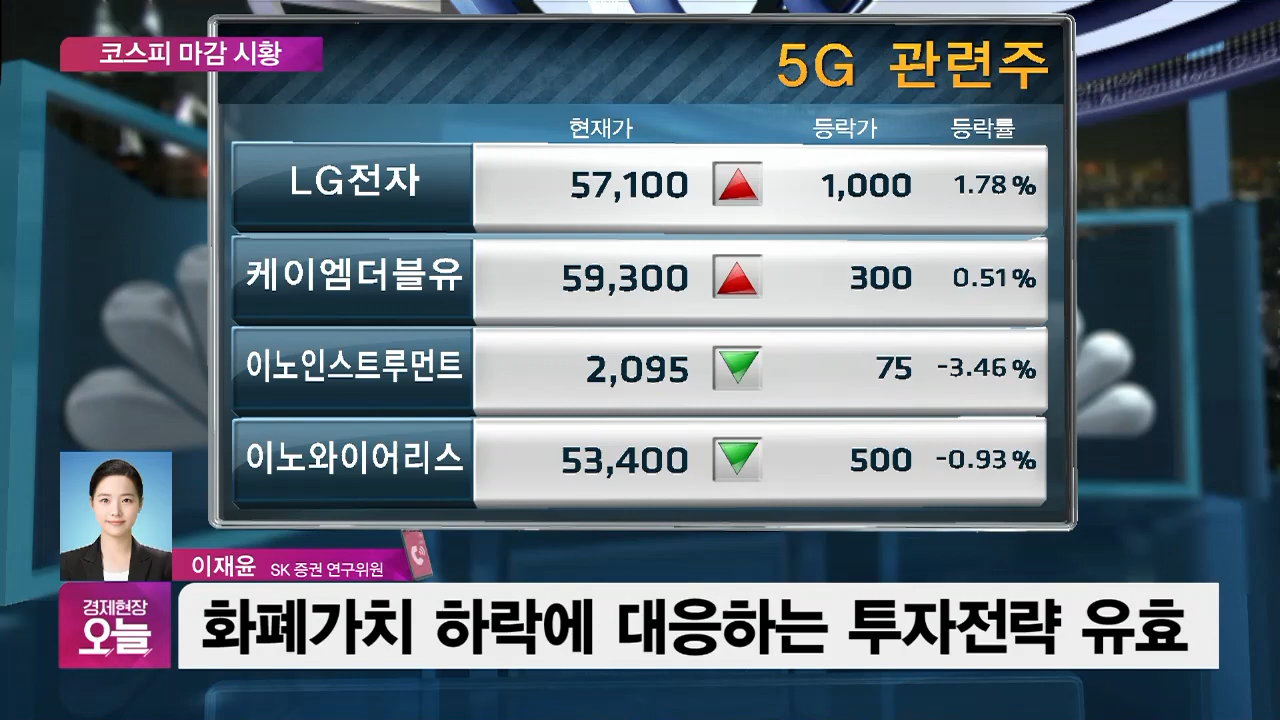 코스피 마감 시황
5G 관련주
현재가 등락가 등락률
LG전자 57,100 1,000 1.78%
케이엠더블유 59,300 300 0.51%
이노인스트루먼트 2,095 75 -3.46%
이노와이어리스 53,400 500 -0.93%
이재윤 SK 증권 연구위원
경제현장
오늘
화폐가치 하락에 대응하는 투자전략 유효